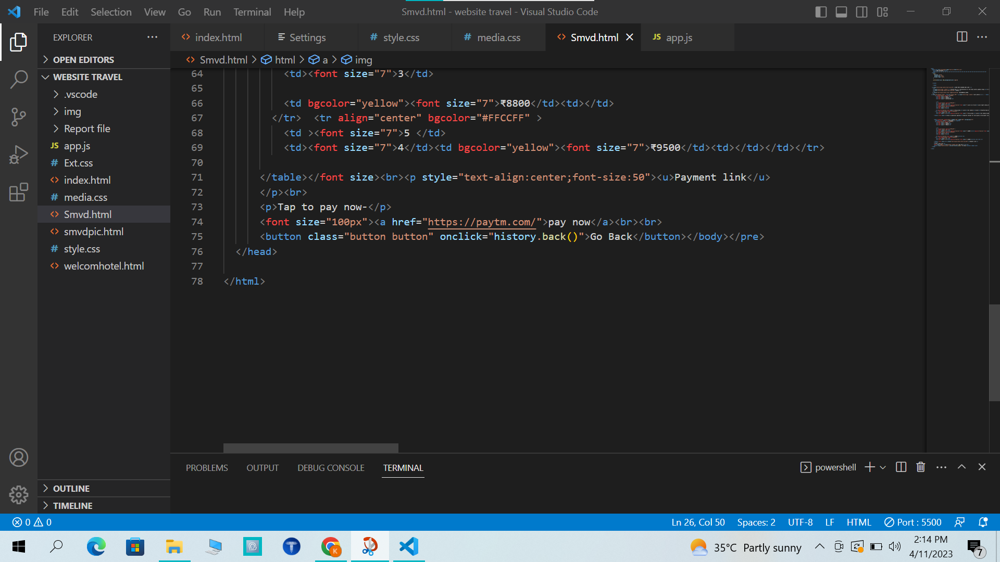 File Edit Selection View Go Run Terminal Help
Smvd.html - website travel - Visual Studio Code
EXPLORER
OPEN EDITORS
WEBSITE TRAVEL
.vscode
img
Report file
JS app.js
# Ext.css
<> index.html
# media.css
<> Smvd.html
<> smvdpic.html
# style.css
<> welcomhotel.html
OUTLINE
TIMELINE
<> index.html Settings # style.css # media.css <> Smvd.html JS app.js
<> Smvd.html > html > a > img
64 <td><font size="7">3</td>
65
66 <td bgcolor="yellow"><font size="7">₹8800</td><td></td>
67 </tr> <tr align="center" bgcolor="#FFCCFF" >
68 <td ><font size="7">5 </td>
69 <td><font size="7">4</td><td bgcolor="yellow"><font size="7">₹9500</td><td></td></td></tr>
70
71 </table></font size><br><p style="text-align:center;font-size:50"><u>Payment link</u>
72 </p><br>
73 <p>Tap to pay now-</p>
74 <font size="100px"><a href="https://paytm.com/">pay now</a><br><br>
75 <button class="button button" onclick="history.back()">Go Back</button></body></pre>
76 </head>
77
78 </html>
PROBLEMS OUTPUT DEBUG CONSOLE TERMINAL
powershell
0 0
Ln 26, Col 50 Spaces: 2 UTF-8 LF HTML Port : 5500
35°C Partly sunny
2:14 PM
4/11/2023
7